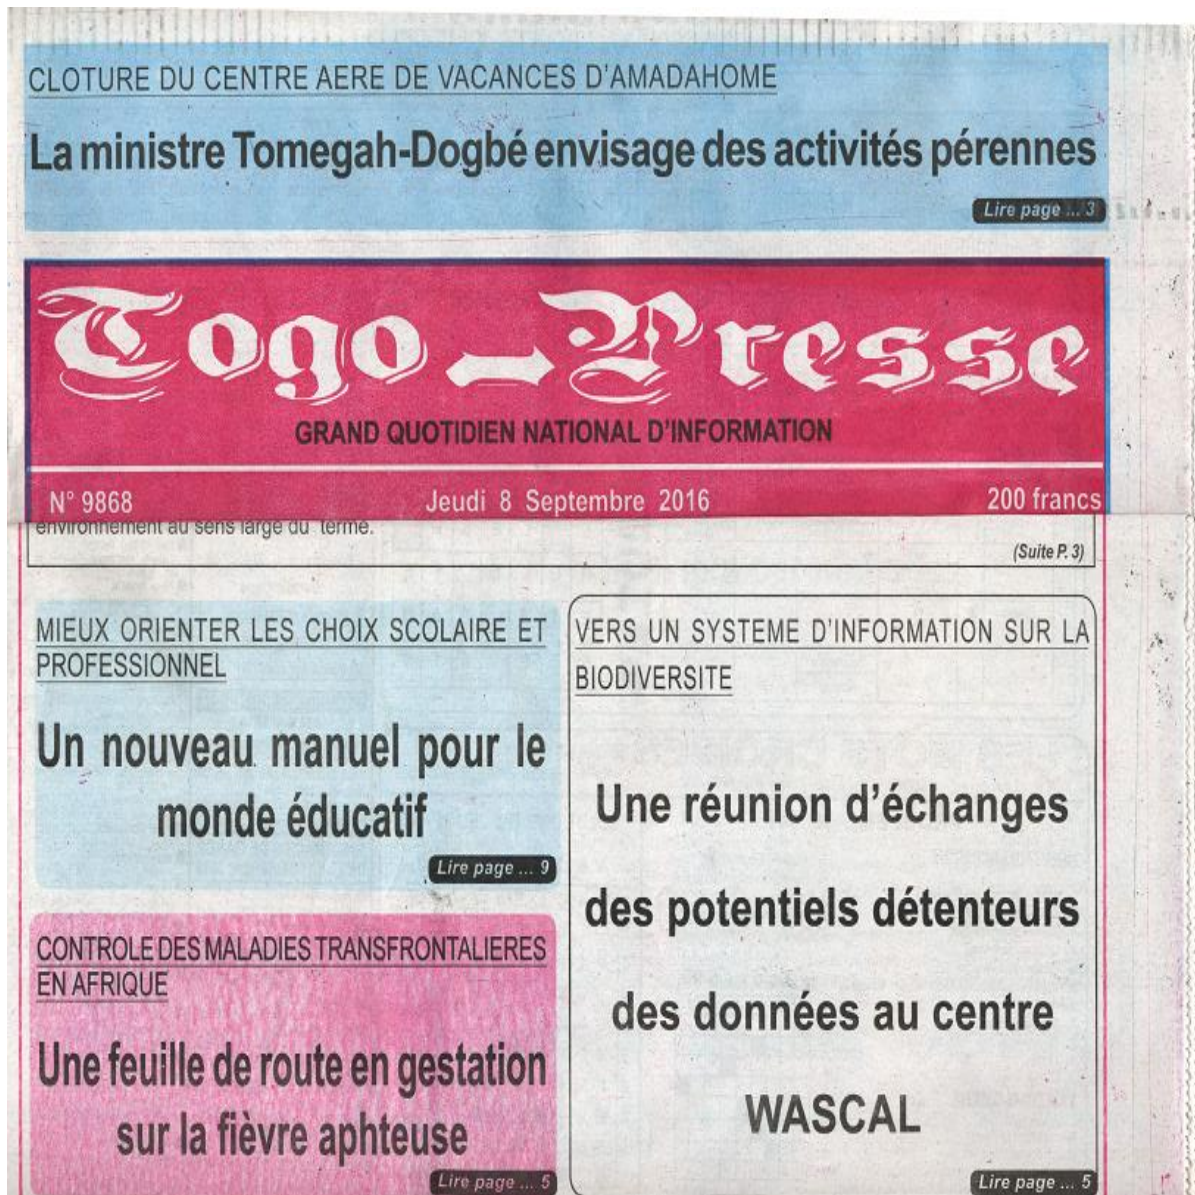 CLOTURE DU CENTRE AERE DE VACANCES D'AMADAHOME
La ministre Tomegah-Dogbé envisage des activités pérennes
Lire page ... 3
Togo-Presse
GRAND QUOTIDIEN NATIONAL D'INFORMATION
N° 9868 Jeudi 8 Septembre 2016 200 francs
environnement au sens large du terme.
(Suite P. 3)
MIEUX ORIENTER LES CHOIX SCOLAIRE ET
PROFESSIONNEL
Un nouveau manuel pour le
monde éducatif
Lire page ... 9
CONTROLE DES MALADIES TRANSFRONTALIERES
EN AFRIQUE
Une feuille de route en gestation
sur la fièvre aphteuse
Lire page ... 5
VERS UN SYSTEME D'INFORMATION SUR LA
BIODIVERSITE
Une réunion d'échanges
des potentiels détenteurs
des données au centre
WASCAL
Lire page ... 5